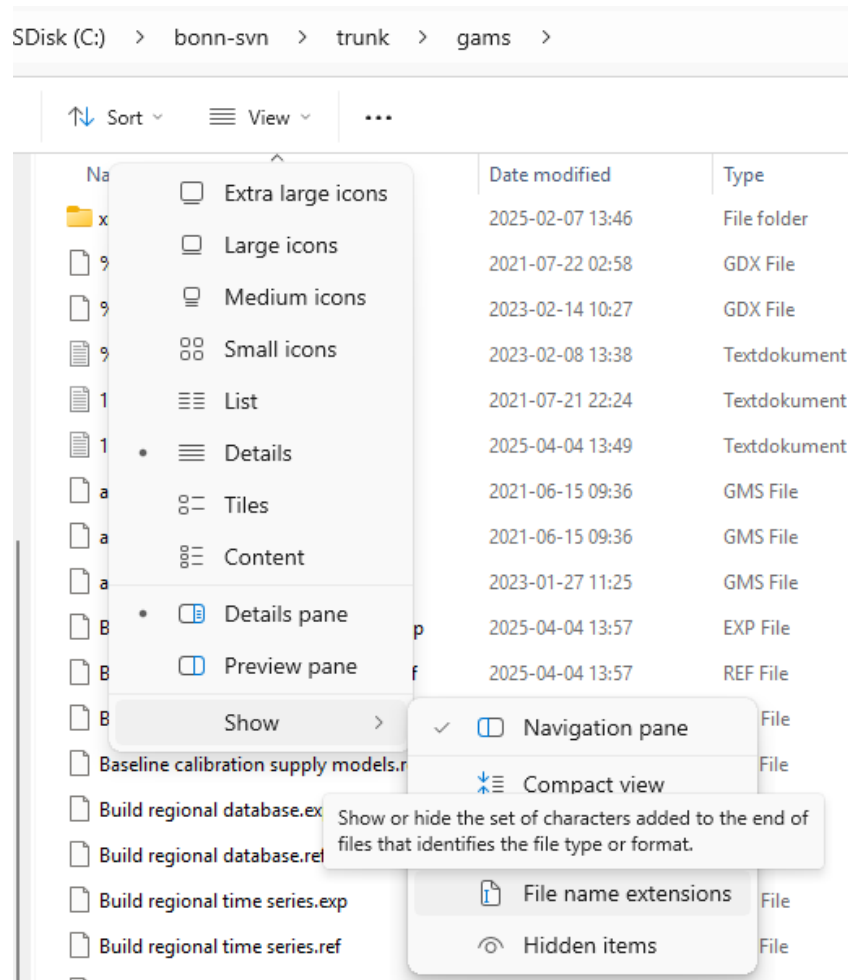 SDisk (C:) > bonn-svn > trunk > gams >
Sort View ...
Na Date modified Type
Extra large icons
x 2025-02-07 13:46 File folder
Large icons
% 2021-07-22 02:58 GDX File
Medium icons
% 2023-02-14 10:27 GDX File
Small icons
% 2023-02-08 13:38 Textdokument
List
1 2021-07-21 22:24 Textdokument
Details
1 2025-04-04 13:49 Textdokument
Tiles
a 2021-06-15 09:36 GMS File
a 2021-06-15 09:36 GMS File
Content
a 2023-01-27 11:25 GMS File
Details pane
B p 2025-04-04 13:57 EXP File
Preview pane
B f 2025-04-04 13:57 REF File
Show >
B File
Navigation pane
Baseline calibration supply models.r File
Compact view
Build regional database.ex
Show or hide the set of characters added to the end of
files that identifies the file type or format.
Build regional database.ref
Build regional time series.exp File
File name extensions
Build regional time series.ref File
Hidden items